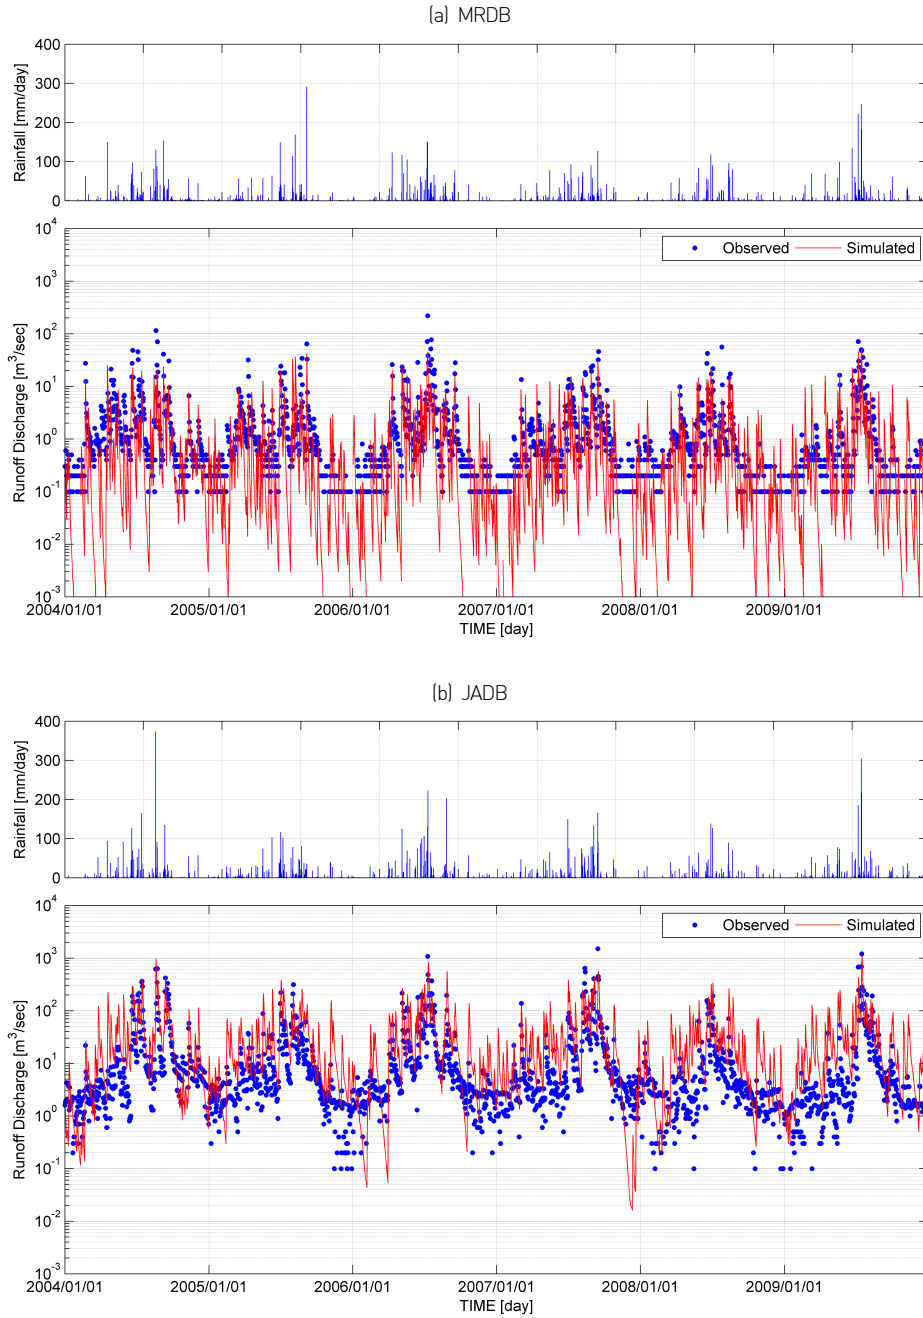 (a) MRDB
400
300
200
100
0
Rainfall [mm/day]
10^4
10^3
10^2
10^1
10^0
10^-1
10^-2
10^-3
Runoff Discharge [m^3/sec]
Observed Simulated
2004/01/01 2005/01/01 2006/01/01 2007/01/01 2008/01/01 2009/01/01
TIME [day]
(b) JADB
400
300
200
100
0
Rainfall [mm/day]
10^4
10^3
10^2
10^1
10^0
10^-1
10^-2
10^-3
Runoff Discharge [m^3/sec]
Observed Simulated
2004/01/01 2005/01/01 2006/01/01 2007/01/01 2008/01/01 2009/01/01
TIME [day]